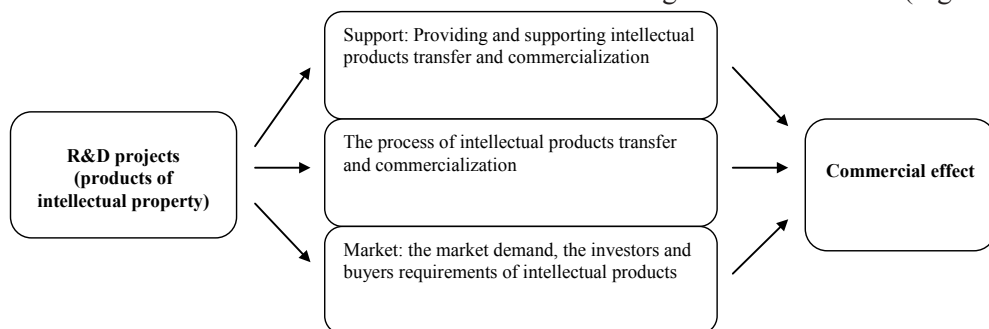 Support: Providing and supporting intellectual
products transfer and commercialization
R&D projects
(products of
intellectual property)
The process of intellectual products transfer
and commercialization
Commercial effect
Market: the market demand, the investors and
buyers requirements of intellectual products